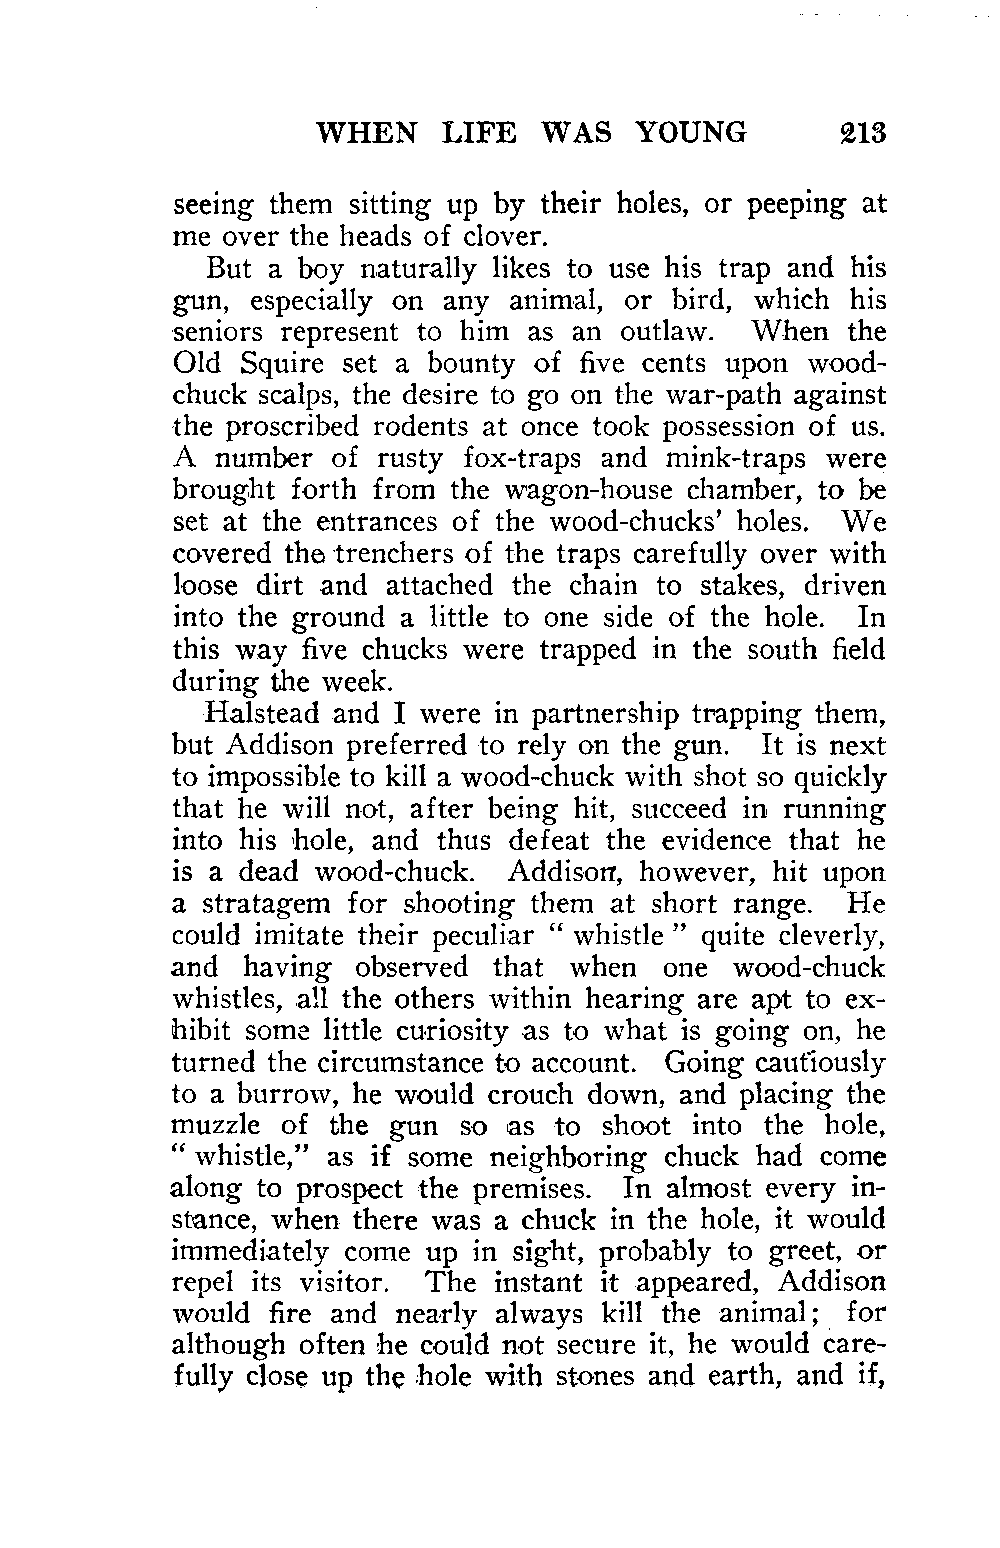 WHEN LIFE WAS YOUNG 213
seeing them sitting up by their holes, or peeping at
me over the heads of clover.
But a boy naturally likes to use his trap and his
gun, especially on any animal, or bird, which his
seniors represent to him as an outlaw. When the
Old Squire set a bounty of five cents upon wood-
chuck scalps, the desire to go on the war-path against
the proscribed rodents at once took possession of us.
A number of rusty fox-traps and mink-traps were
brought forth from the wagon-house chamber, to be
set at the entrances of the wood-chucks' holes. We
covered the trenchers of the traps carefully over with
loose dirt and attached the chain to stakes, driven
into the ground a little to one side of the hole. In
this way five chucks were trapped in the south field
during the week.
Halstead and I were in partnership trapping them,
but Addison preferred to rely on the gun. It is next
to impossible to kill a wood-chuck with shot so quickly
that he will not, after being hit, succeed in running
into his hole, and thus defeat the evidence that he
is a dead wood-chuck. Addison, however, hit upon
a stratagem for shooting them at short range. He
could imitate their peculiar " whistle " quite cleverly,
and having observed that when one wood-chuck
whistles, all the others within hearing are apt to ex-
hibit some little curiosity as to what is going on, he
turned the circumstance to account. Going cautiously
to a burrow, he would crouch down, and placing the
muzzle of the gun so as to shoot into the hole,
" whistle," as if some neighboring chuck had come
along to prospect the premises. In almost every in-
stance, when there was a chuck in the hole, it would
immediately come up in sight, probably to greet, or
repel its visitor. The instant it appeared, Addison
would fire and nearly always kill the animal; for
although often he could not secure it, he would care-
fully close up the hole with stones and earth, and if,